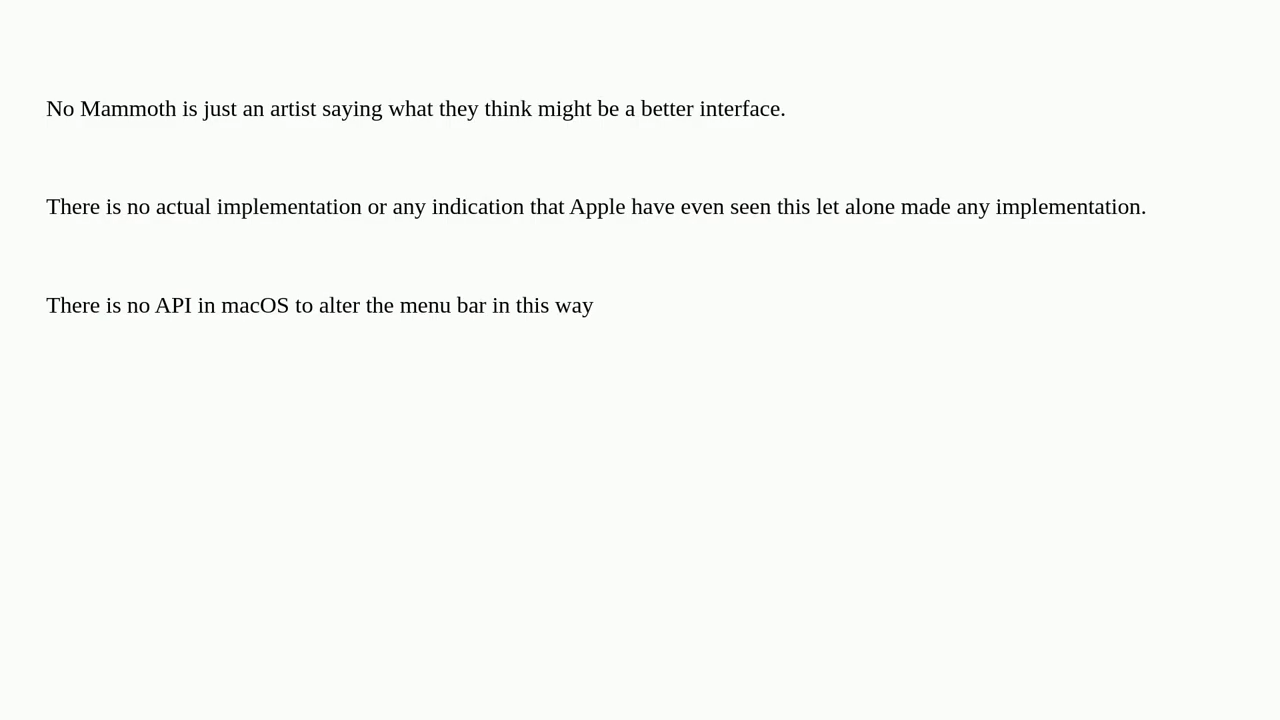 No Mammoth is just an artist saying what they think might be a better interface.
There is no actual implementation or any indication that Apple have even seen this let alone made any implementation.
There is no API in macOS to alter the menu bar in this way